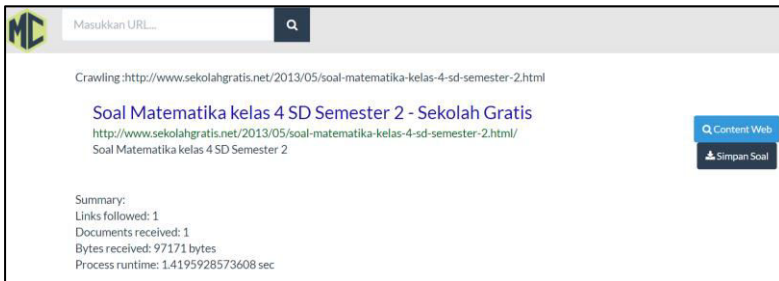 MC
Masukkan URL...
Crawling :http://www.sekolahgratis.net/2013/05/soal-matematika-kelas-4-sd-semester-2.html
Soal Matematika kelas 4 SD Semester 2 - Sekolah Gratis
http://www.sekolahgratis.net/2013/05/soal-matematika-kelas-4-sd-semester-2.html/
Soal Matematika kelas 4 SD Semester 2
Content Web
Simpan Soal
Summary:
Links followed: 1
Documents received: 1
Bytes received: 97171 bytes
Process runtime: 1.4195928573608 sec